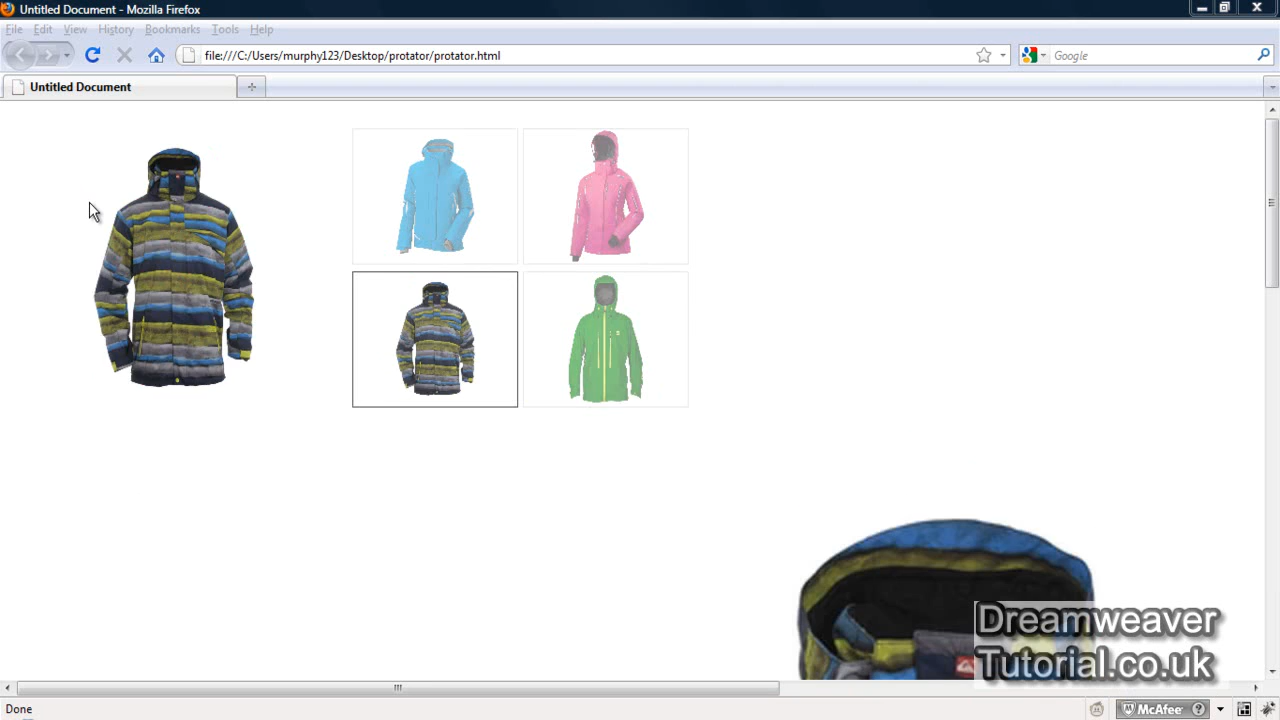 Untitled Document - Mozilla Firefox
File Edit View History Bookmarks Tools Help
file:///C:/Users/murphy123/Desktop/protator/protator.html
Google
Untitled Document
Dreamweaver
Tutorial.co.uk
Done
McAfee